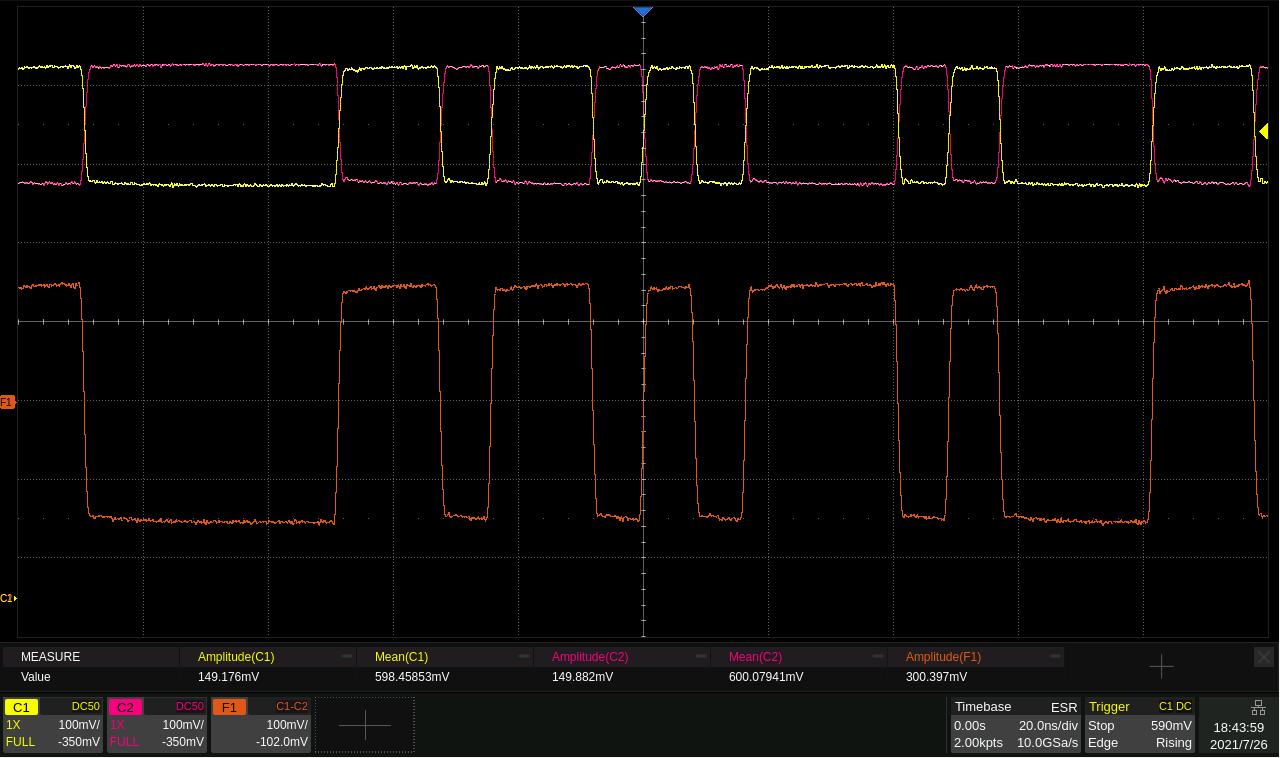 F1
C1
MEASURE Amplitude(C1) Mean(C1) Amplitude(C2) Mean(C2) Amplitude(F1)
Value 149.176mV 598.45853mV 149.882mV 600.07941mV 300.397mV
C1 DC50 C2 DC50 F1 C1-C2 Timebase ESR Trigger C1 DC
1X 100mV/ 1X 100mV/ 100mV/ 0.00s 20.0ns/div Stop 590mV 18:43:59
FULL -350mV FULL -350mV -102.0mV 2.00kpts 10.0GSa/s Edge Rising 2021/7/26